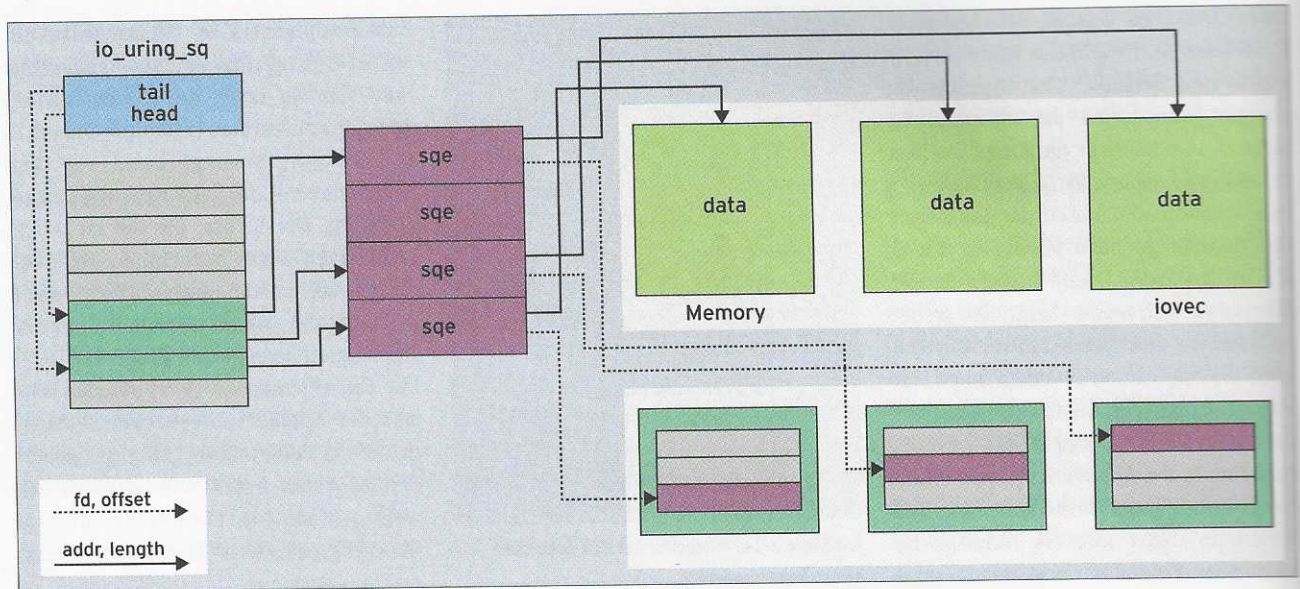 io_uring_sq
tail
head
sqe
sqe
sqe
sqe
data
data
data
Memory
iovec
fd, offset
addr, length